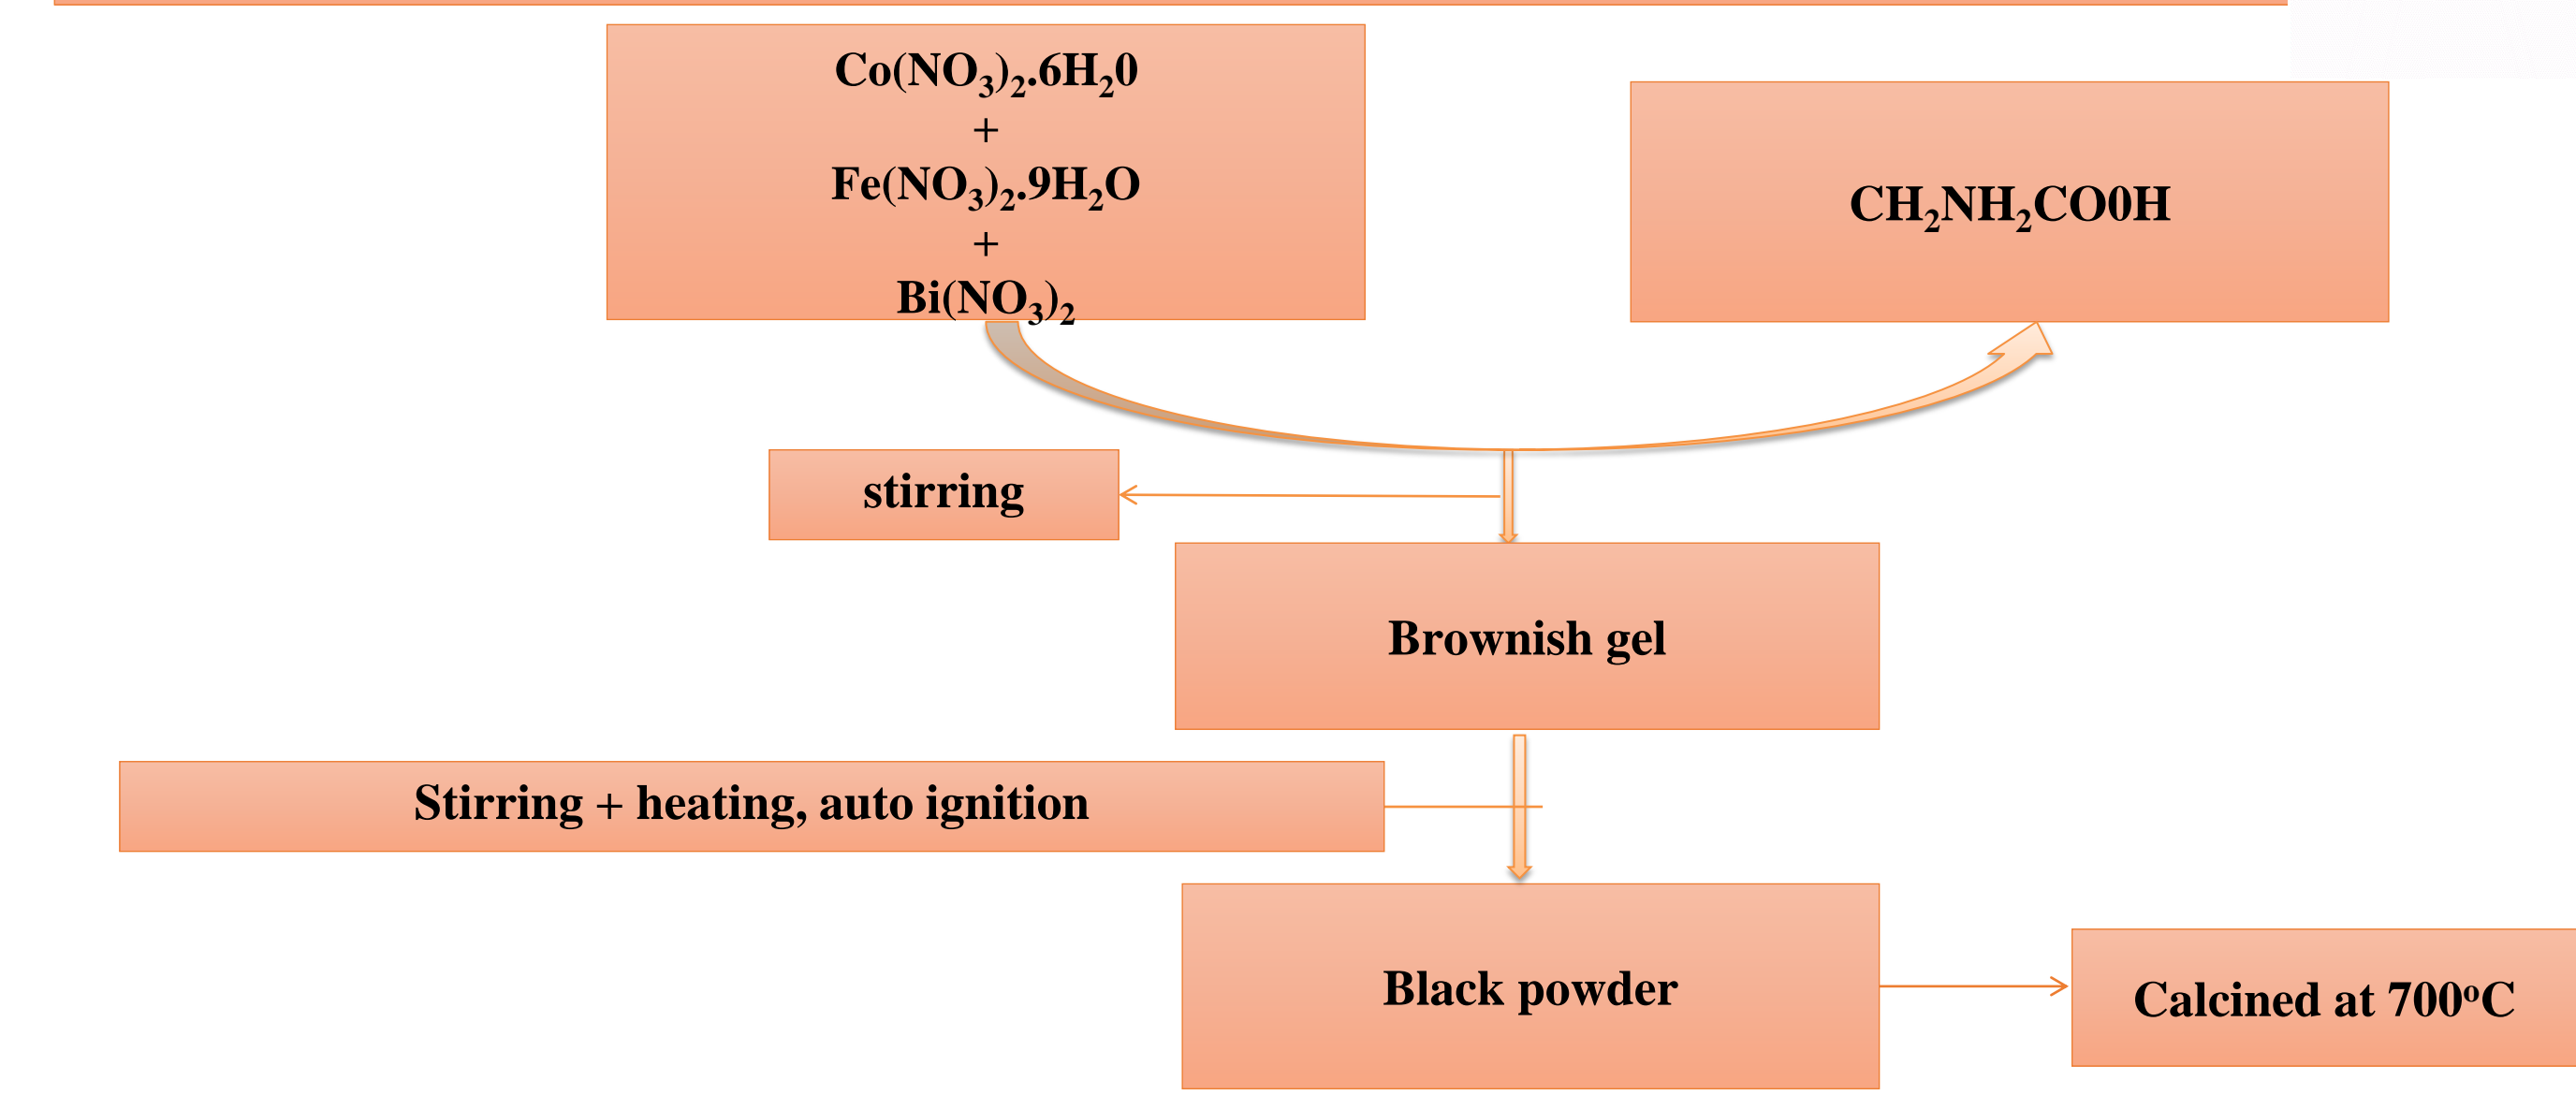 Co(NO₃)₂.6H₂0
+
Fe(NO₃)₂.9H₂O
+
Bi(NO₃)₂
CH₂NH₂CO0H
stirring
Brownish gel
Stirring + heating, auto ignition
Black powder
Calcined at 700ᵒC